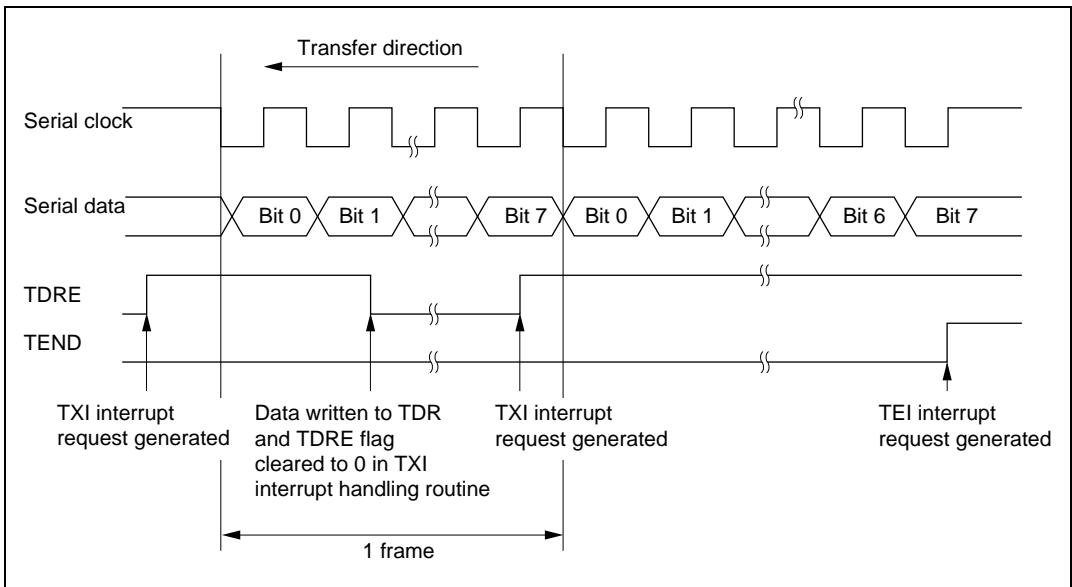 Transfer direction
Serial clock
Serial data
Bit 0
Bit 1
Bit 7
Bit 0
Bit 1
Bit 6
Bit 7
TDRE
TEND
TXI interrupt
request generated
Data written to TDR
and TDRE flag
cleared to 0 in TXI
interrupt handling routine
TXI interrupt
request generated
TEI interrupt
request generated
1 frame